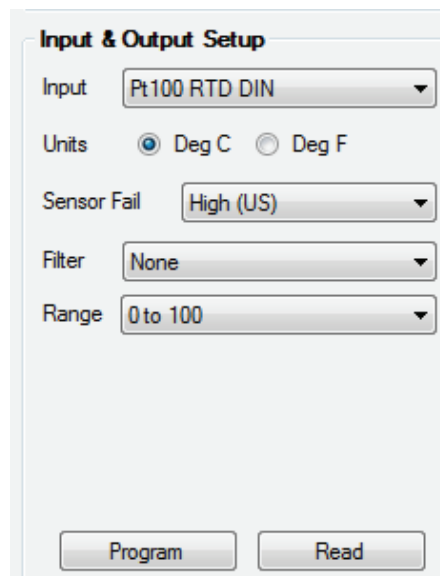 Input & Output Setup
Input Pt100 RTD DIN
Units Deg C Deg F
Sensor Fail High (US)
Filter None
Range 0 to 100
Program Read